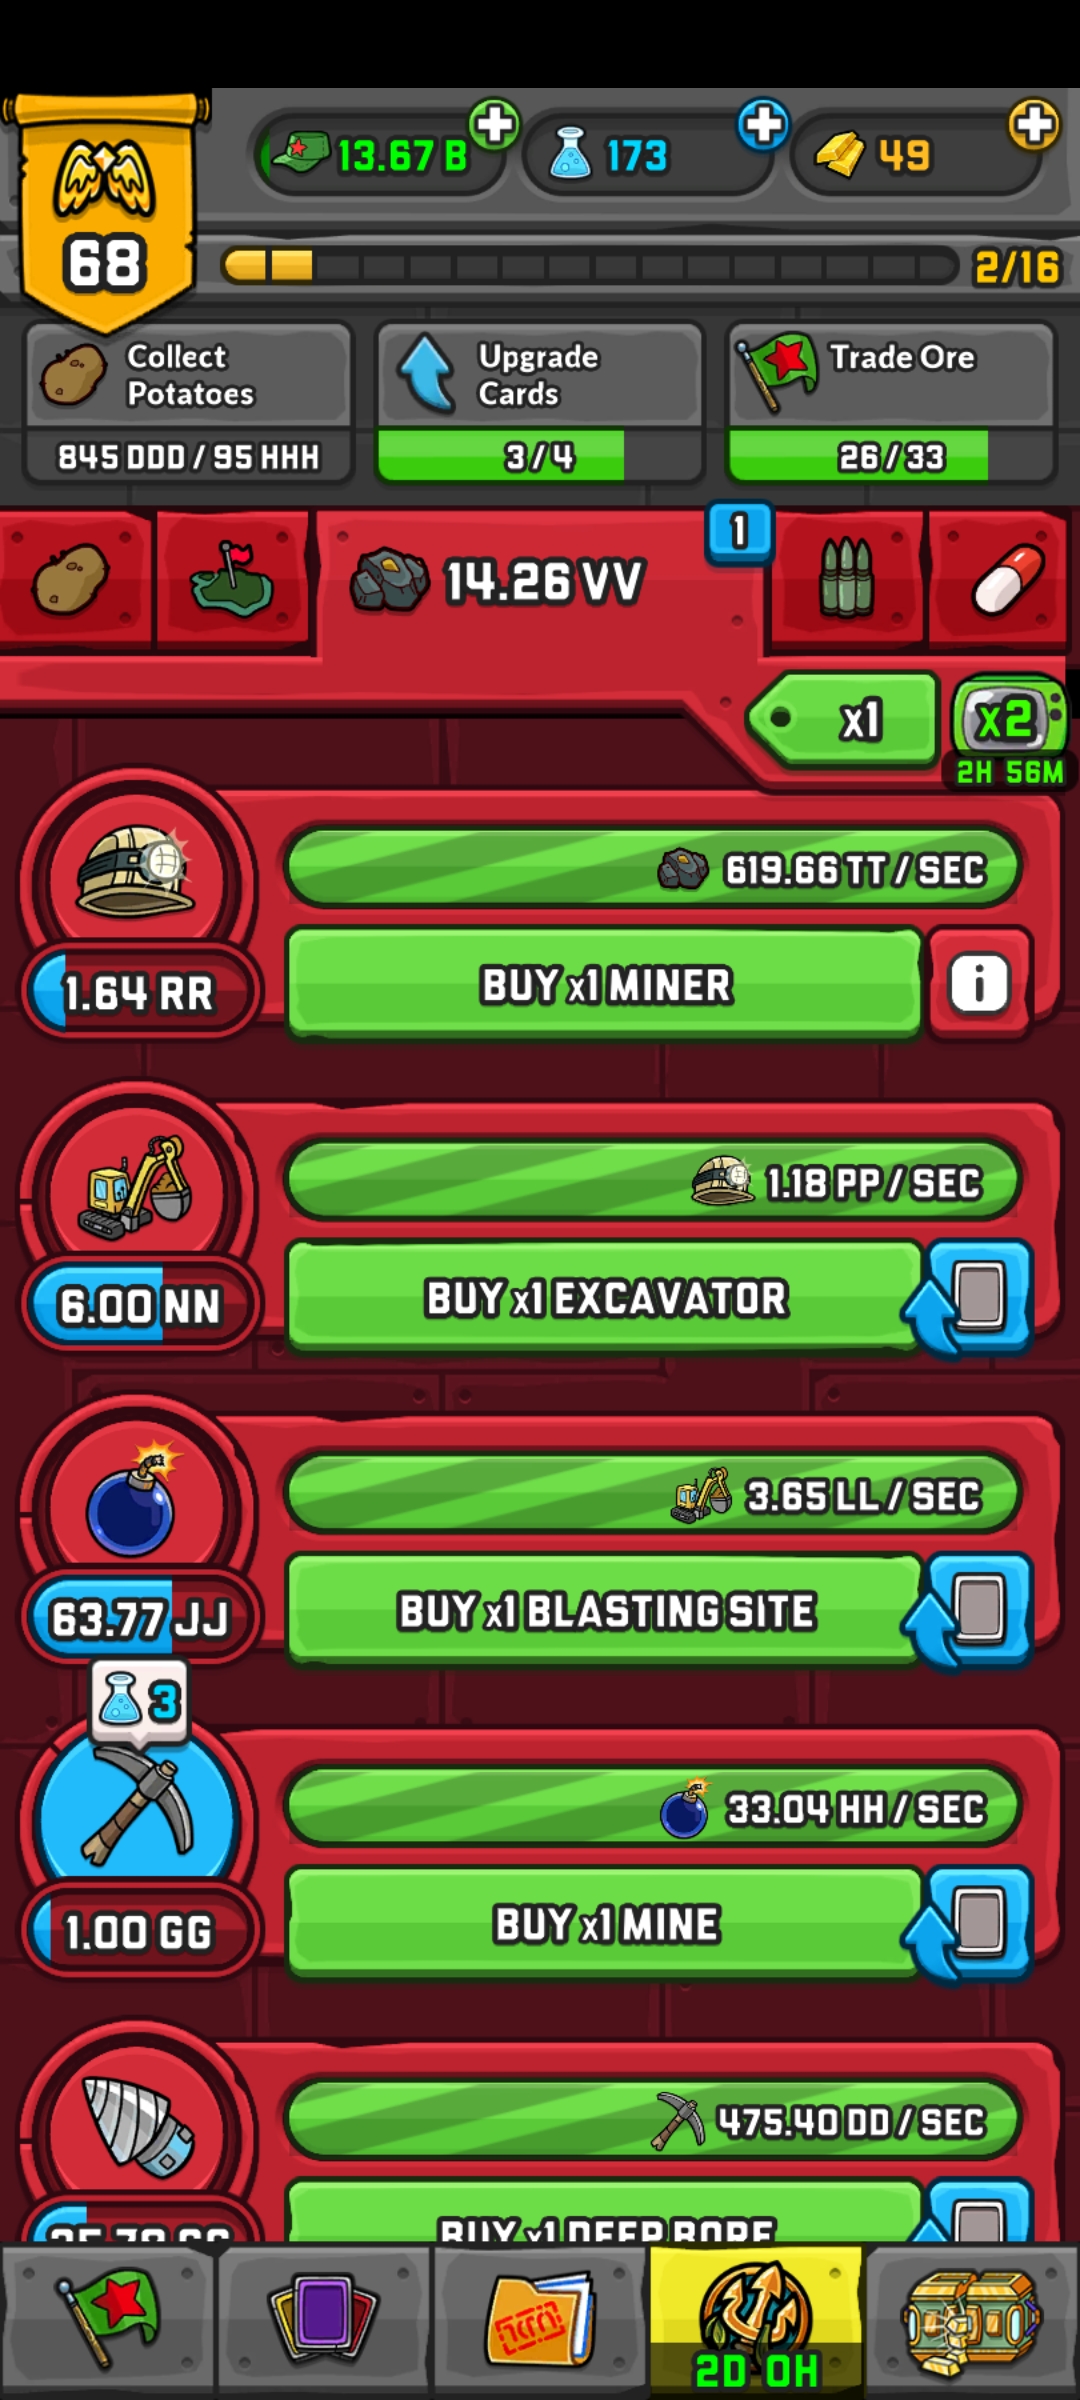 13.67 B
173
49
68
2/16
Collect
Potatoes
845 DDD / 95 HHH
Upgrade
Cards
3/4
Trade Ore
26/33
14.26 VV
1
x1
x2
2H 56M
619.66 TT / SEC
1.64 RR
BUY x1 MINER
i
1.18 PP / SEC
6.00 NN
BUY x1 EXCAVATOR
3.65 LL / SEC
63.77 JJ
BUY x1 BLASTING SITE
3
33.04 HH / SEC
1.00 GG
BUY x1 MINE
475.40 DD / SEC
BUY x1 DEEP BORE
2D 0H